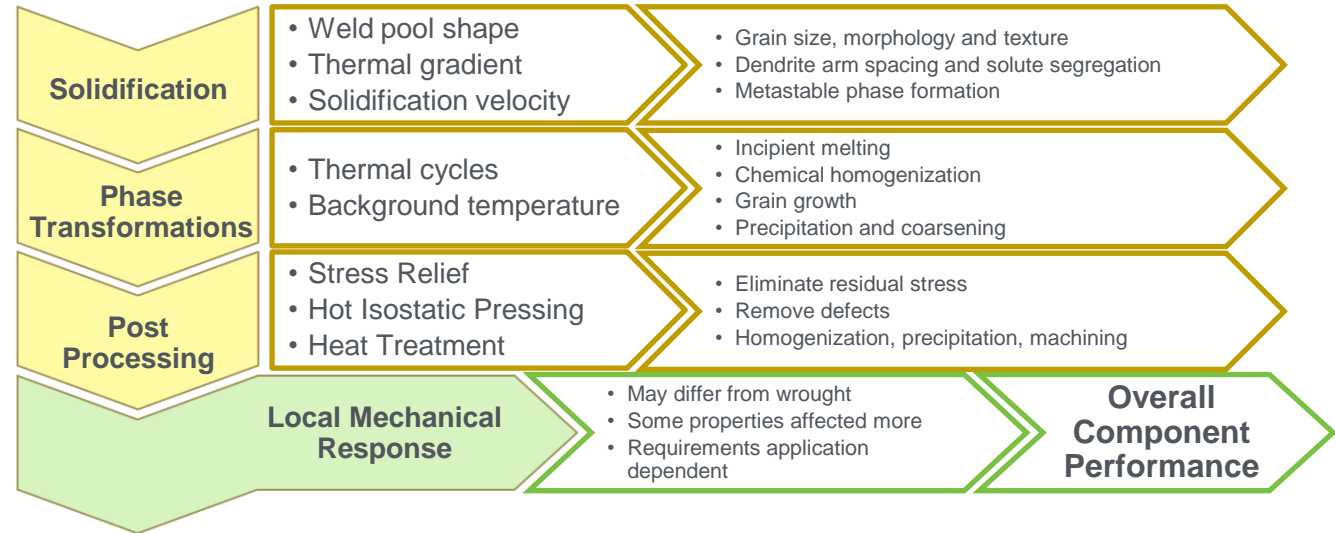 Solidification
• Weld pool shape
• Thermal gradient
• Solidification velocity
• Grain size, morphology and texture
• Dendrite arm spacing and solute segregation
• Metastable phase formation
Phase
Transformations
• Thermal cycles
• Background temperature
• Incipient melting
• Chemical homogenization
• Grain growth
• Precipitation and coarsening
Post
Processing
• Stress Relief
• Hot Isostatic Pressing
• Heat Treatment
• Eliminate residual stress
• Remove defects
• Homogenization, precipitation, machining
Local Mechanical
Response
• May differ from wrought
• Some properties affected more
• Requirements application
dependent
Overall
Component
Performance